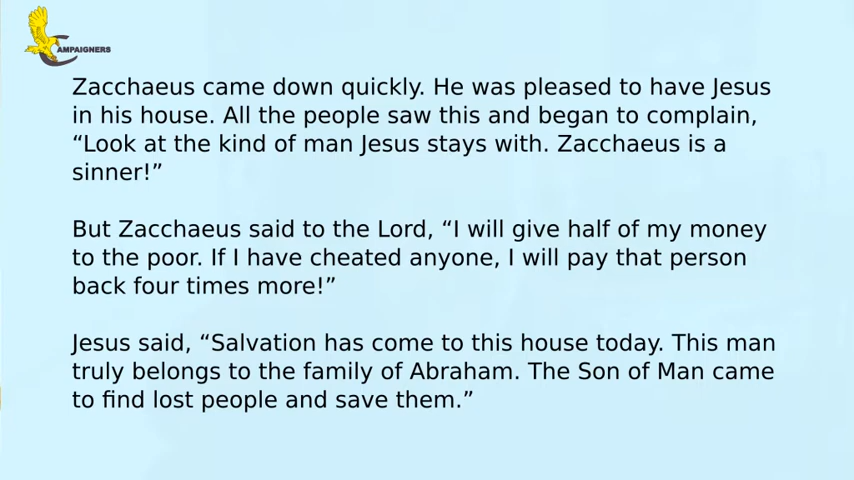 CAMPAIGNERS
Zacchaeus came down quickly. He was pleased to have Jesus
in his house. All the people saw this and began to complain,
“Look at the kind of man Jesus stays with. Zacchaeus is a
sinner!”
But Zacchaeus said to the Lord, “I will give half of my money
to the poor. If I have cheated anyone, I will pay that person
back four times more!”
Jesus said, “Salvation has come to this house today. This man
truly belongs to the family of Abraham. The Son of Man came
to find lost people and save them.”